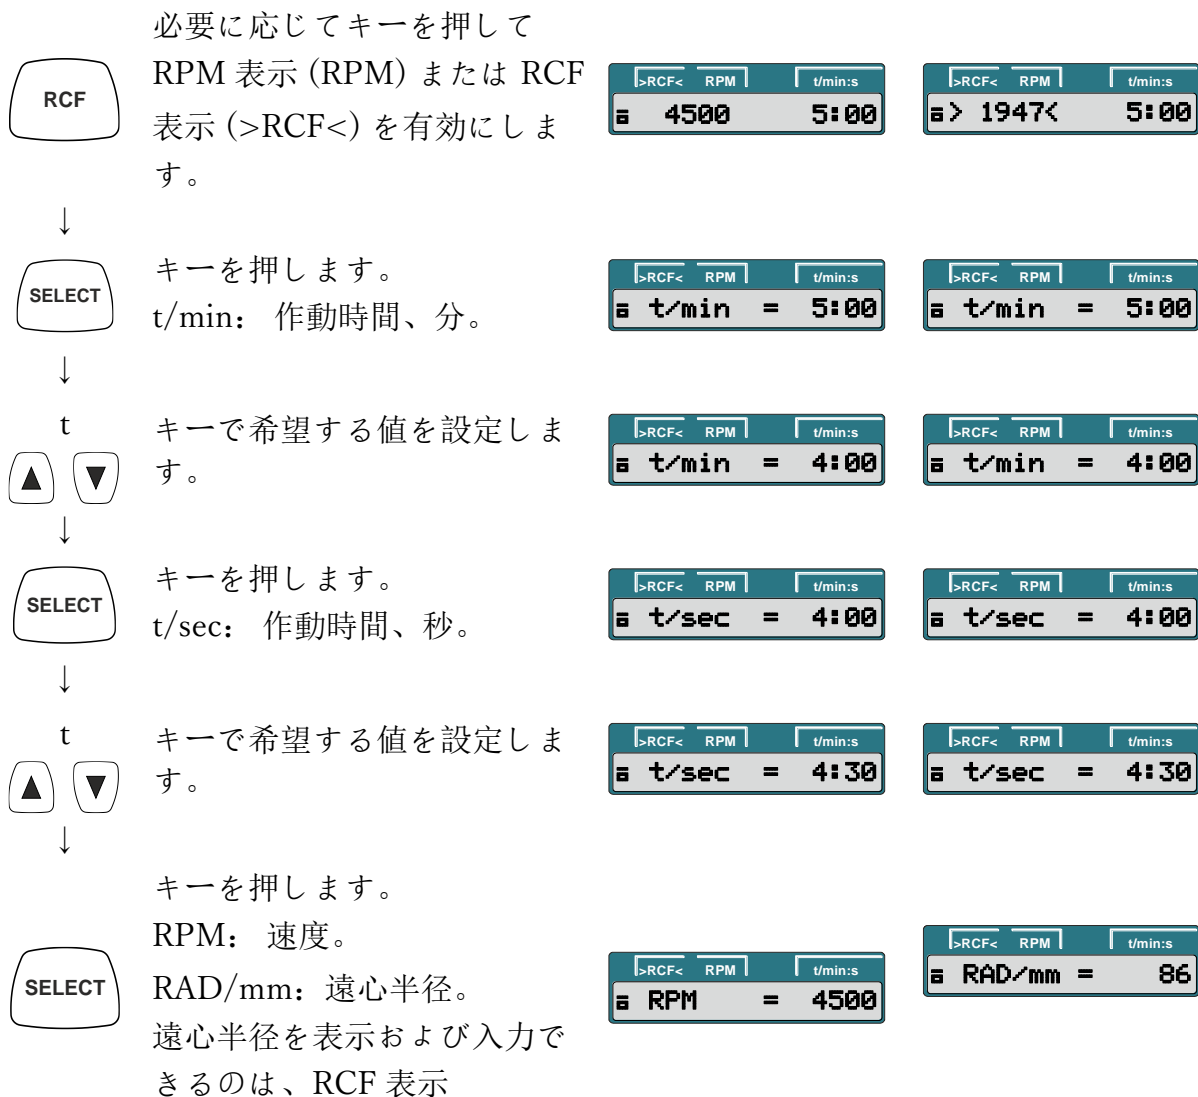 必要に応じてキーを押して
RPM 表示 (RPM) または RCF
表示 (>RCF<) を有効にしま
す。
RCF
>RCF< RPM t/min:s
4500 5:00
>RCF< RPM t/min:s
> 1947< 5:00
↓
SELECT
キーを押します。
t/min： 作動時間、分。
>RCF< RPM t/min:s
t/min = 5:00
>RCF< RPM t/min:s
t/min = 5:00
↓
t
▲ ▼
キーで希望する値を設定しま
す。
>RCF< RPM t/min:s
t/min = 4:00
>RCF< RPM t/min:s
t/min = 4:00
↓
SELECT
キーを押します。
t/sec： 作動時間、秒。
>RCF< RPM t/min:s
t/sec = 4:00
>RCF< RPM t/min:s
t/sec = 4:00
↓
t
▲ ▼
キーで希望する値を設定しま
す。
>RCF< RPM t/min:s
t/sec = 4:30
>RCF< RPM t/min:s
t/sec = 4:30
↓
SELECT
キーを押します。
RPM： 速度。
RAD/mm：遠心半径。
遠心半径を表示および入力で
きるのは、RCF 表示
>RCF< RPM t/min:s
RPM = 4500
>RCF< RPM t/min:s
RAD/mm = 86